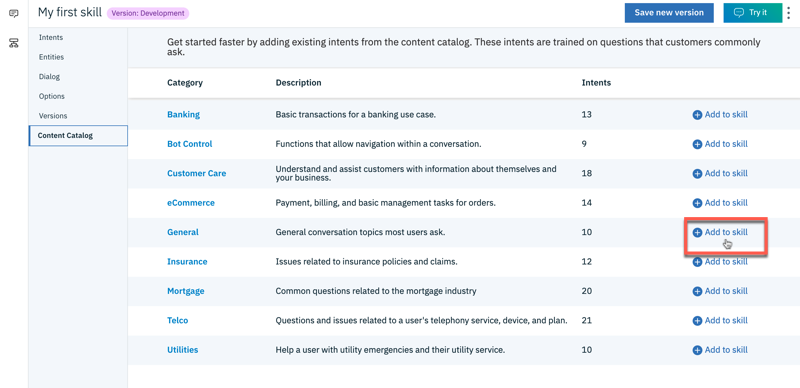 My first skill Version: Development Save new version Try it
Intents
Entities
Dialog
Options
Versions
Content Catalog
Get started faster by adding existing intents from the content catalog. These intents are trained on questions that customers commonly
ask.
Category Description Intents
Banking Basic transactions for a banking use case. 13 Add to skill
Bot Control Functions that allow navigation within a conversation. 9 Add to skill
Customer Care Understand and assist customers with information about themselves and
your business. 18 Add to skill
eCommerce Payment, billing, and basic management tasks for orders. 14 Add to skill
General General conversation topics most users ask. 10 Add to skill
Insurance Issues related to insurance policies and claims. 12 Add to skill
Mortgage Common questions related to the mortgage industry 20 Add to skill
Telco Questions and issues related to a user's telephony service, device, and plan. 21 Add to skill
Utilities Help a user with utility emergencies and their utility service. 10 Add to skill